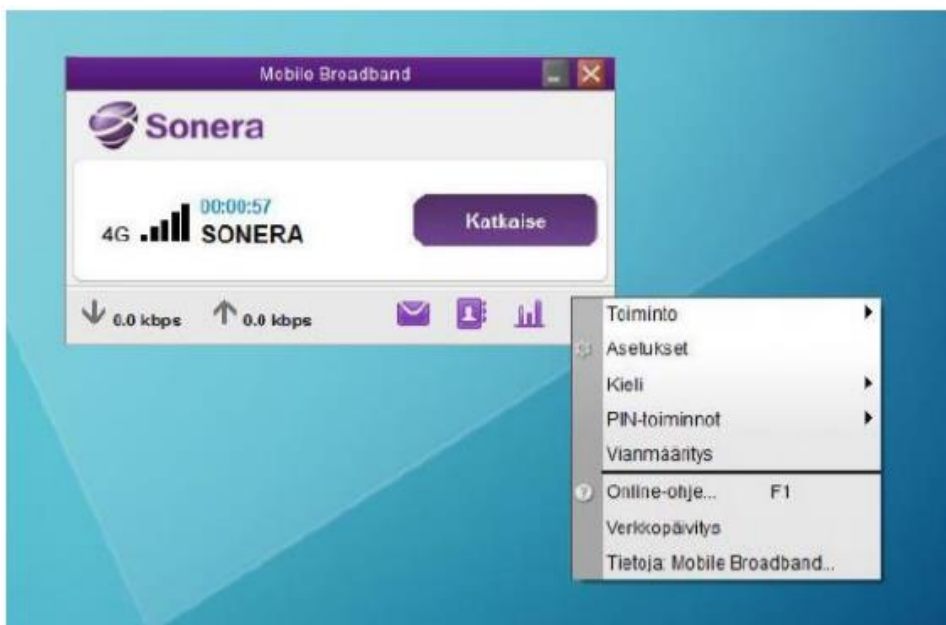 Mobile Broadband
Sonera
00:00:57
4G SONERA
Katkaise
0.0 kbps 0.0 kbps
Toiminto
Asetukset
Kieli
PIN-toiminnot
Vianmääritys
Online-ohje... F1
Verkkopäivitys
Tietoja: Mobile Broadband...